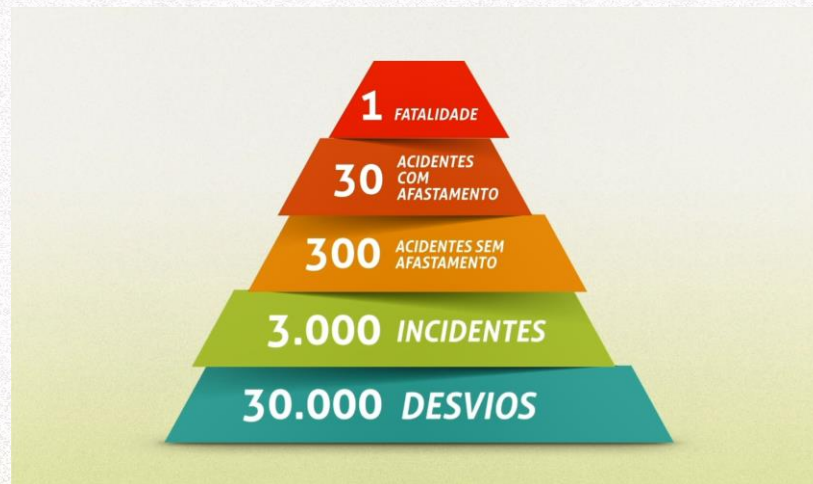 1 FATALIDADE
30 ACIDENTES
COM
AFASTAMENTO
300 ACIDENTES SEM
AFASTAMENTO
3.000 INCIDENTES
30.000 DESVIOS